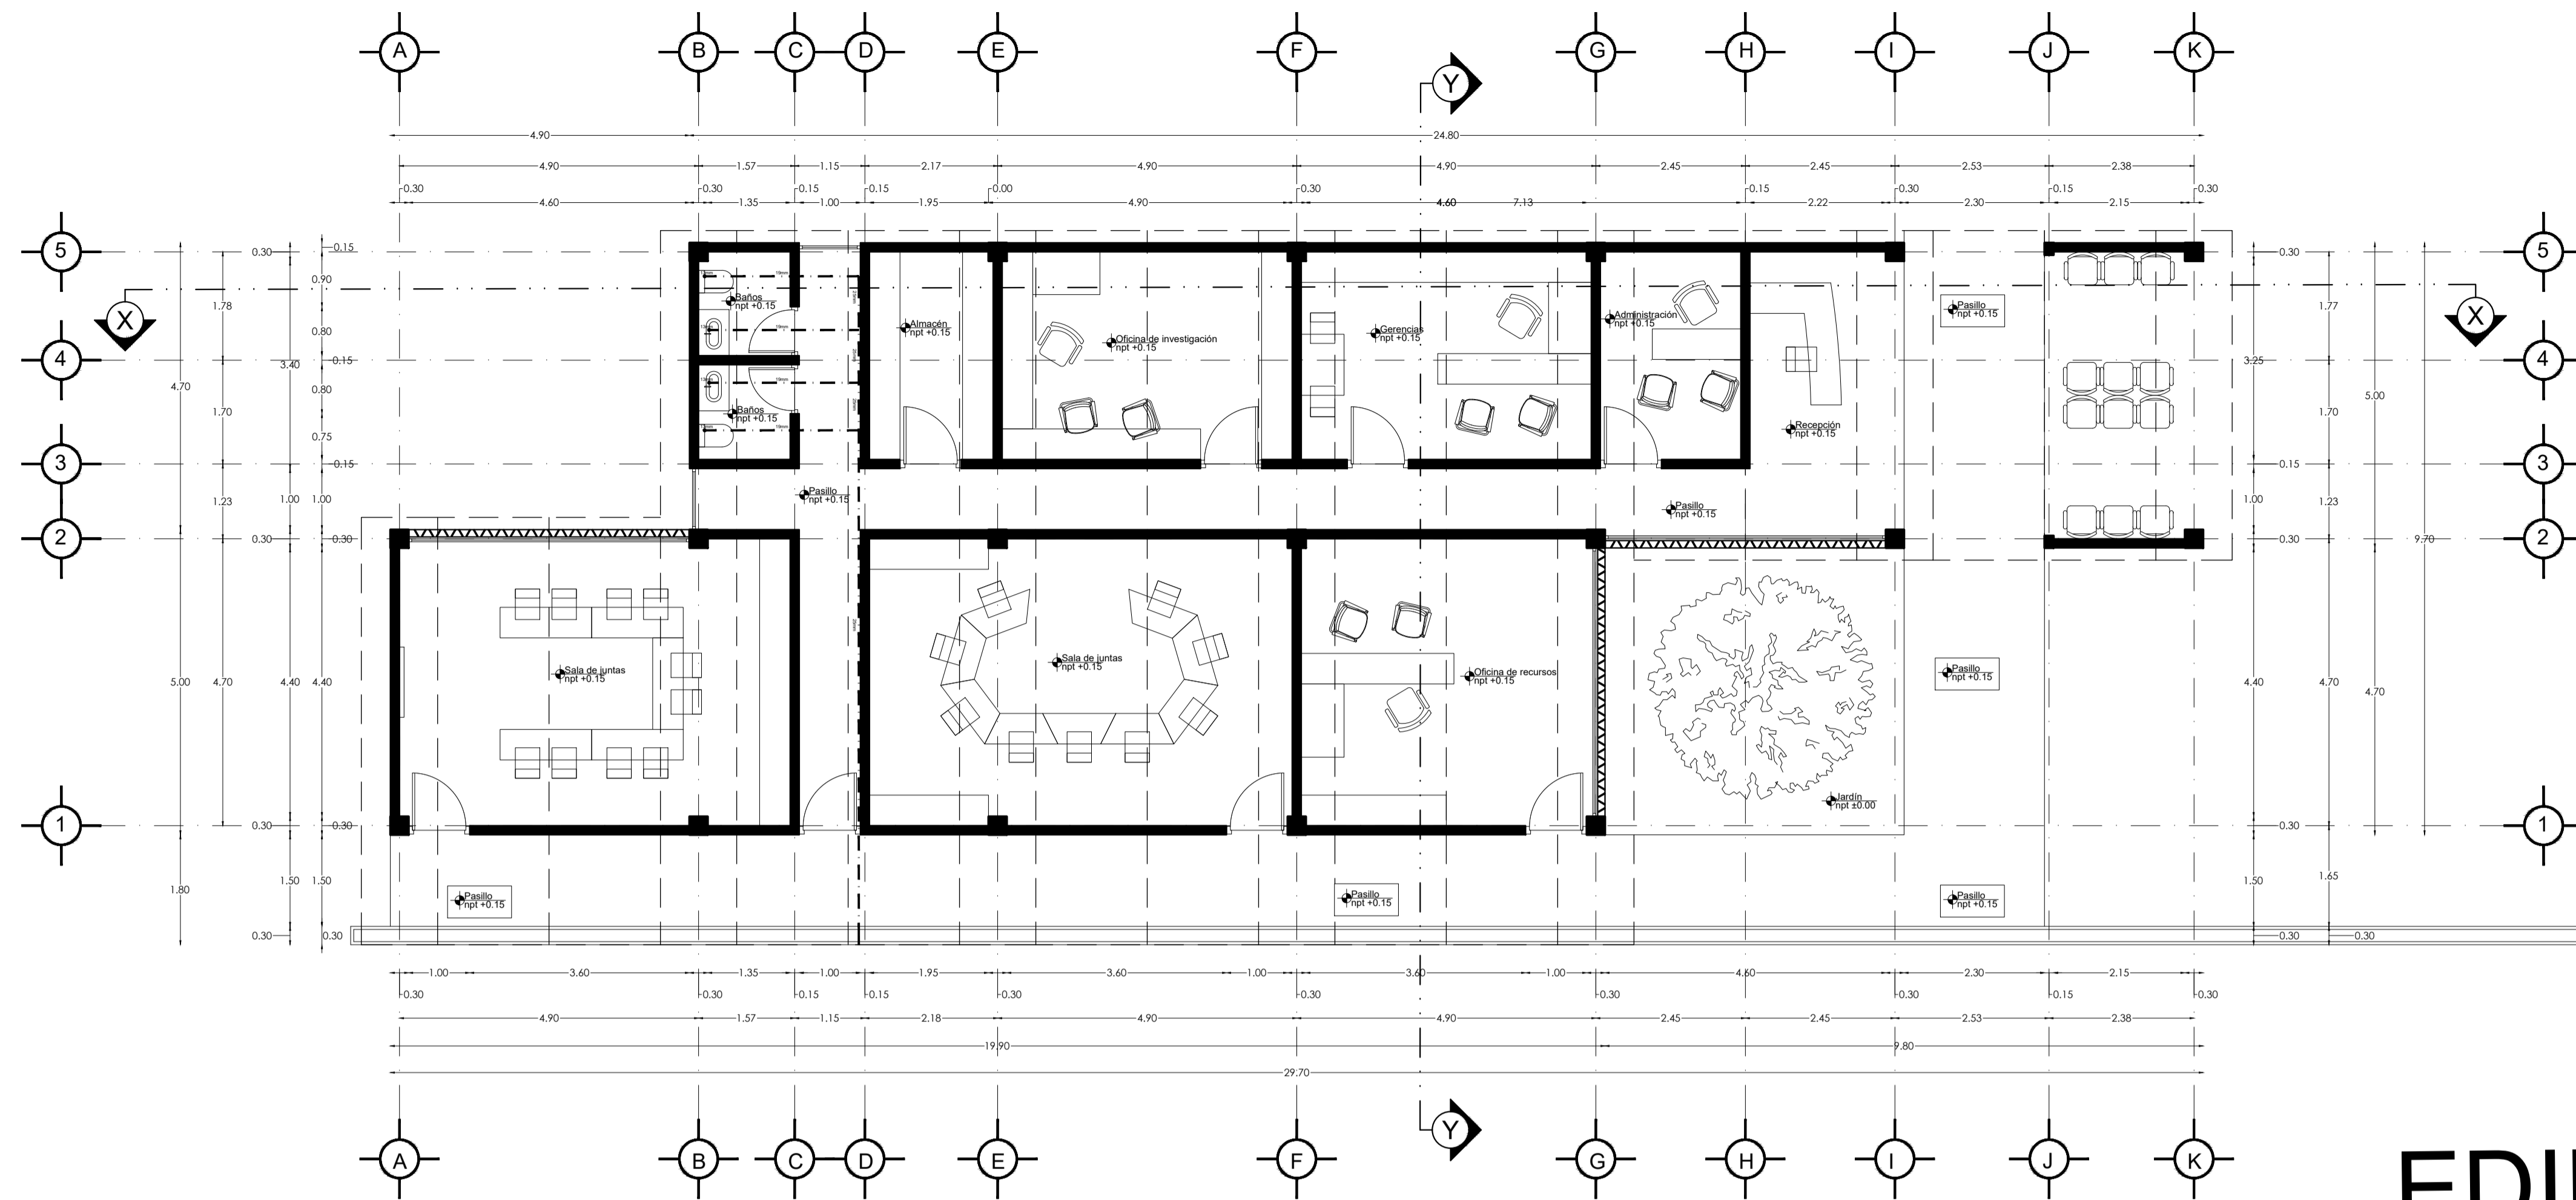 A B C D E F G H I J K
Y
4.90 24.80
4.90 1.57 1.15 2.17 4.90 4.90 2.45 2.45 2.53 2.38
0.30 0.30 0.15 0.15 0.00 0.30 0.15 0.30 0.15 0.30
4.60 1.35 1.00 1.95 4.90 4.60 7.13 2.22 2.30 2.15
5 0.30 0.15 0.30 5
0.90
1.78 1.77
X X
Baños
npt +0.15
Pasillo
npt +0.15
Administración
npt +0.15
Almacén
npt +0.15
Gerencias
npt +0.15
Oficina de investigación
npt +0.15
0.80
4 0.15 3.25 4
3.40
4.70 0.80 5.00
Baños
npt +0.15
1.70 1.70
Recepción
npt +0.15
0.75
3 0.15 0.15 3
Pasillo
npt +0.15
1.23 1.00 1.00 1.00 1.23
Pasillo
npt +0.15
2 0.30 0.30 0.30 9.70 2
Sala de juntas
npt +0.15
Sala de juntas
npt +0.15
Oficina de recursos
npt +0.15
Pasillo
npt +0.15
5.00 4.70 4.40 4.40 4.40 4.70 4.70
Jardín
npt ±0.00
1 0.30 0.30 0.30 1
1.80 1.50 1.50 1.50 1.65
Pasillo
npt +0.15
Pasillo
npt +0.15
Pasillo
npt +0.15
0.30 0.30 0.30 0.30
1.00 3.60 1.35 1.00 1.95 3.60 1.00 3.60 1.00 4.60 2.30 2.15
0.30 0.30 0.15 0.15 0.30 0.30 0.30 0.30 0.15 0.30
4.90 1.57 1.15 2.18 4.90 4.90 2.45 2.45 2.53 2.38
19.90 9.80
29.70
Y
A B C D E F G H I J K